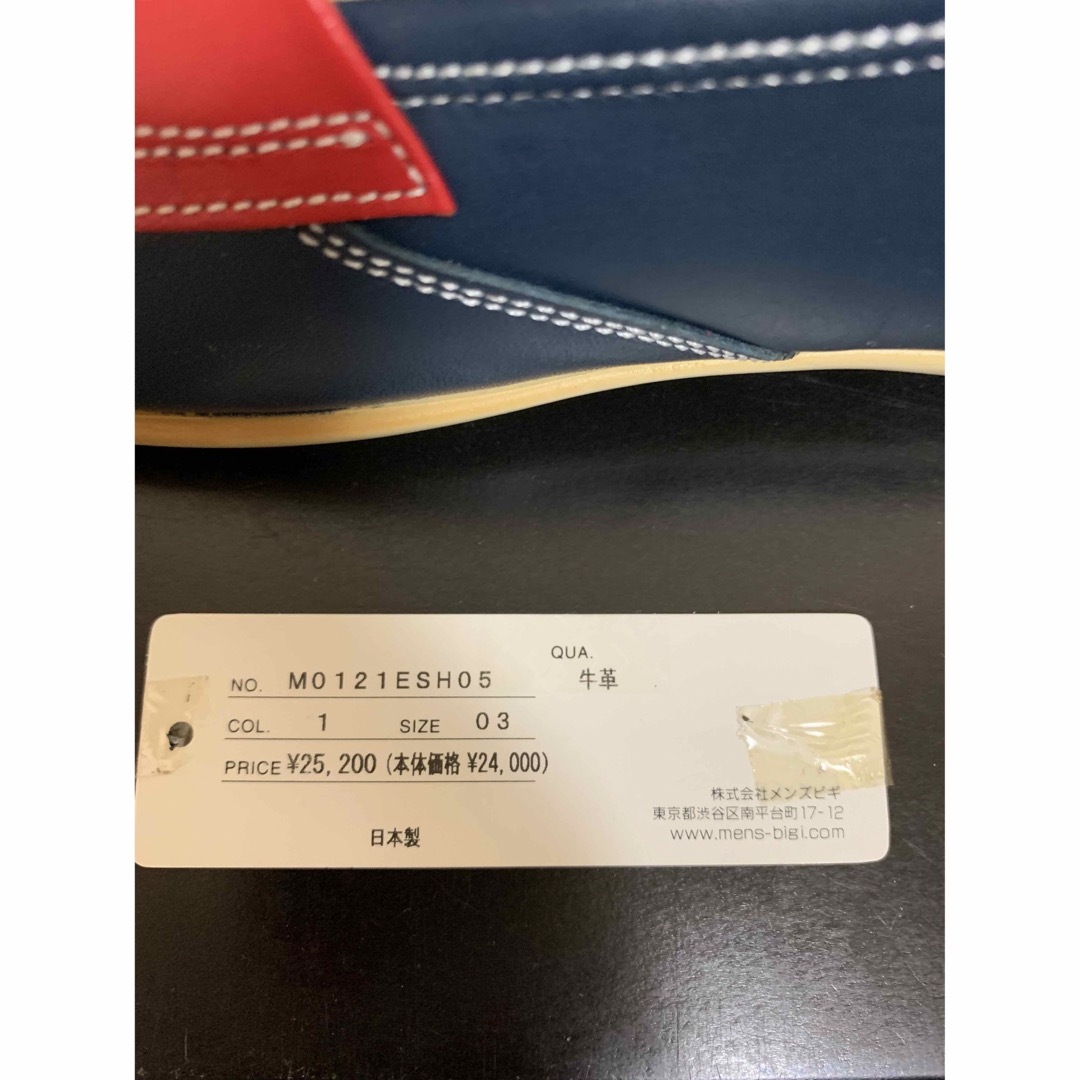 QUA.
NO. M0121ESH05 牛革
COL. 1 SIZE 03
PRICE ¥25,200 (本体価格 ¥24,000)
株式会社メンズビギ
東京都渋谷区南平台町17-12
www.mens-bigi.com
日本製